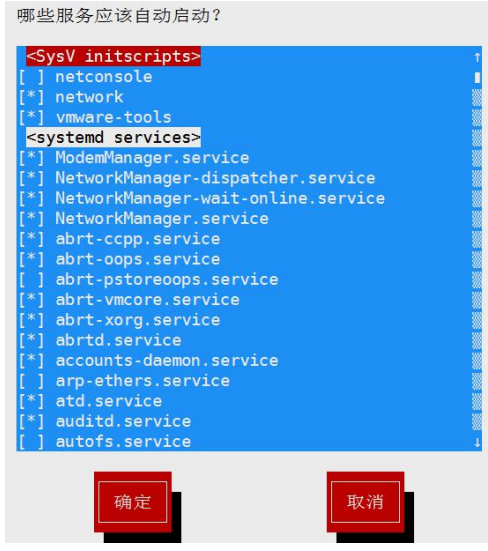 哪些服务应该自动启动?
<SysV initscripts>
[ ] netconsole
[*] network
[*] vmware-tools
<systemd services>
[*] ModemManager.service
[*] NetworkManager-dispatcher.service
[*] NetworkManager-wait-online.service
[*] NetworkManager.service
[*] abrt-ccpp.service
[*] abrt-oops.service
[ ] abrt-pstoreoops.service
[*] abrt-vmcore.service
[*] abrt-xorg.service
[*] abrtd.service
[*] accounts-daemon.service
[ ] arp-ethers.service
[*] atd.service
[*] auditd.service
[ ] autofs.service
确定 取消